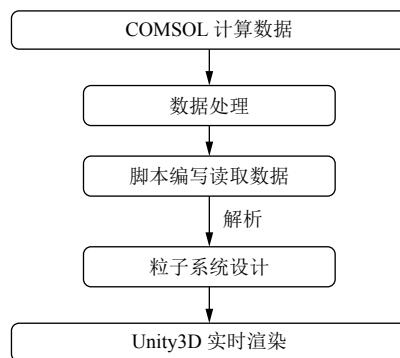 COMSOL 计算数据
数据处理
脚本编写读取数据
解析
粒子系统设计
Unity3D 实时渲染